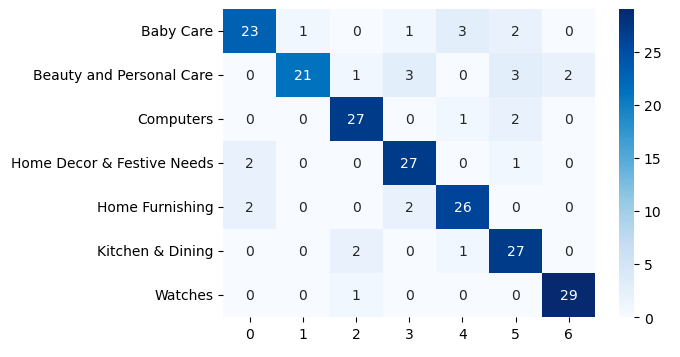 Baby Care 23 1 0 1 3 2 0
Beauty and Personal Care 0 21 1 3 0 3 2
Computers 0 0 27 0 1 2 0
Home Decor & Festive Needs 2 0 0 27 0 1 0
Home Furnishing 2 0 0 2 26 0 0
Kitchen & Dining 0 0 2 0 1 27 0
Watches 0 0 1 0 0 0 29
0 1 2 3 4 5 6
25
20
15
10
5
0